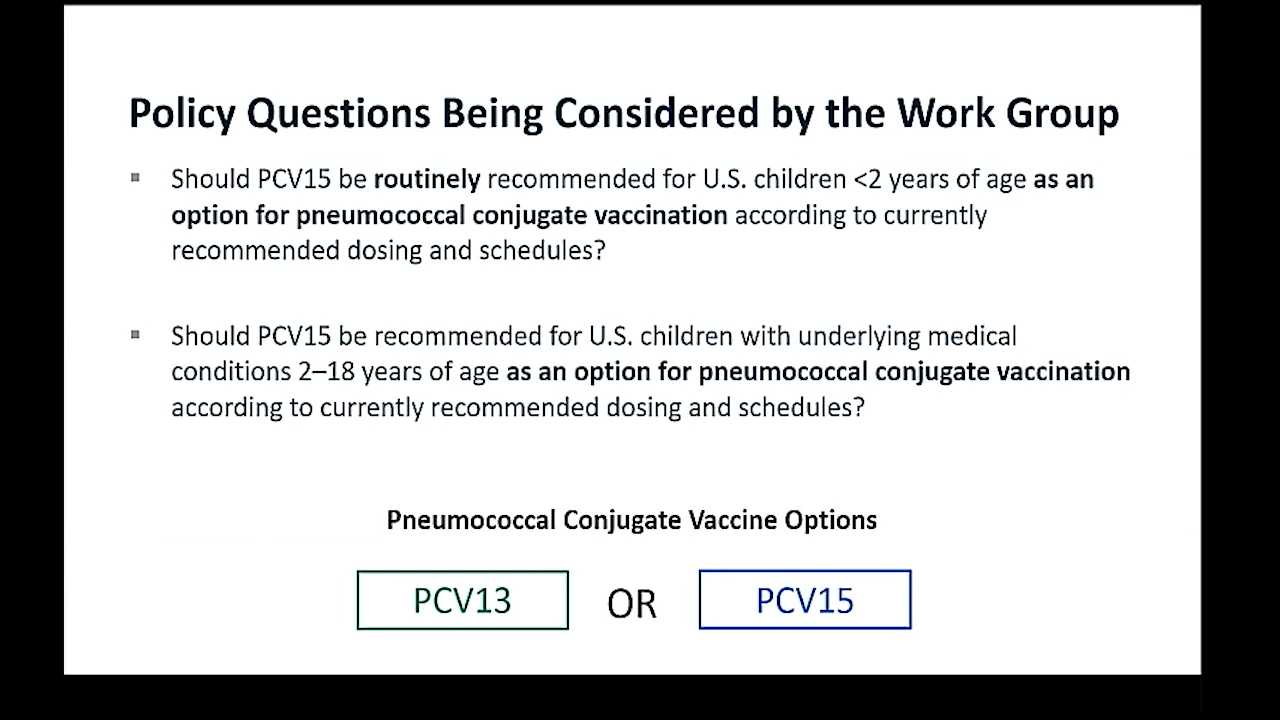 Policy Questions Being Considered by the Work Group
▪ Should PCV15 be routinely recommended for U.S. children <2 years of age as an
option for pneumococcal conjugate vaccination according to currently
recommended dosing and schedules?
▪ Should PCV15 be recommended for U.S. children with underlying medical
conditions 2–18 years of age as an option for pneumococcal conjugate vaccination
according to currently recommended dosing and schedules?
Pneumococcal Conjugate Vaccine Options
PCV13 OR PCV15